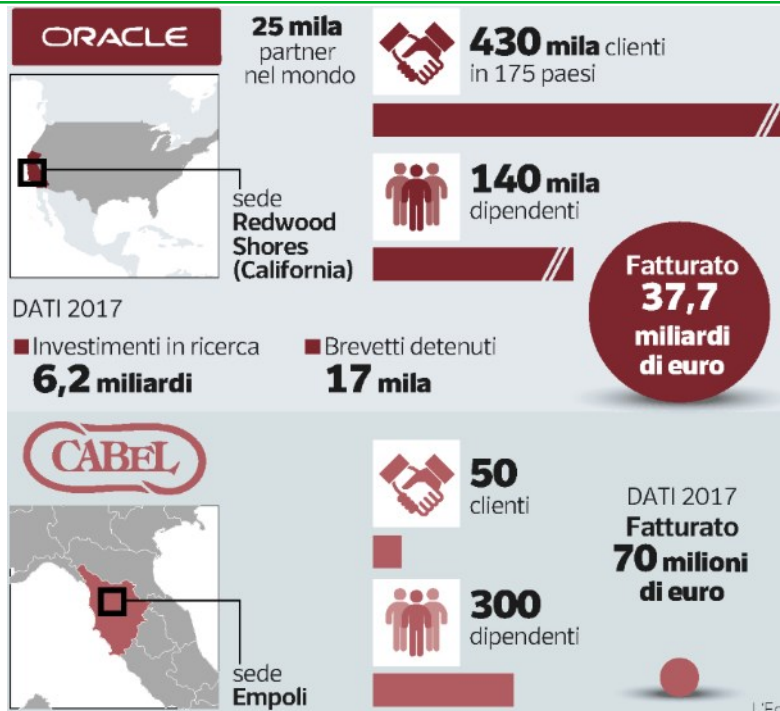 ORACLE
25 mila
partner
nel mondo
430 mila clienti
in 175 paesi
sede
Redwood
Shores
(California)
140 mila
dipendenti
Fatturato
37,7
miliardi
di euro
DATI 2017
Investimenti in ricerca
6,2 miliardi
Brevetti detenuti
17 mila
CABEL
50
clienti
DATI 2017
Fatturato
70 milioni
di euro
300
dipendenti
sede
Empoli